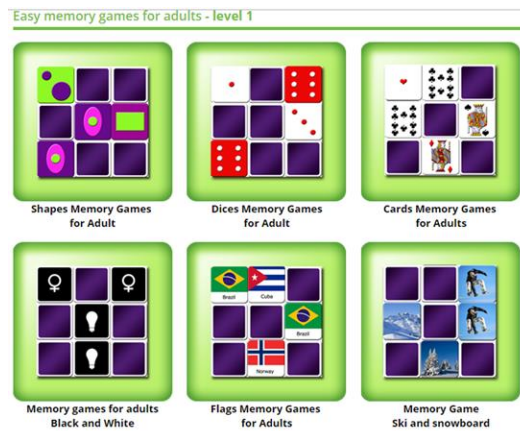 Easy memory games for adults - level 1
Shapes Memory Games
for Adult
Dices Memory Games
for Adult
Cards Memory Games
for Adults
Brazil
Cuba
Brazil
Norway
Memory games for adults
Black and White
Flags Memory Games
for Adults
Memory Game
Ski and snowboard